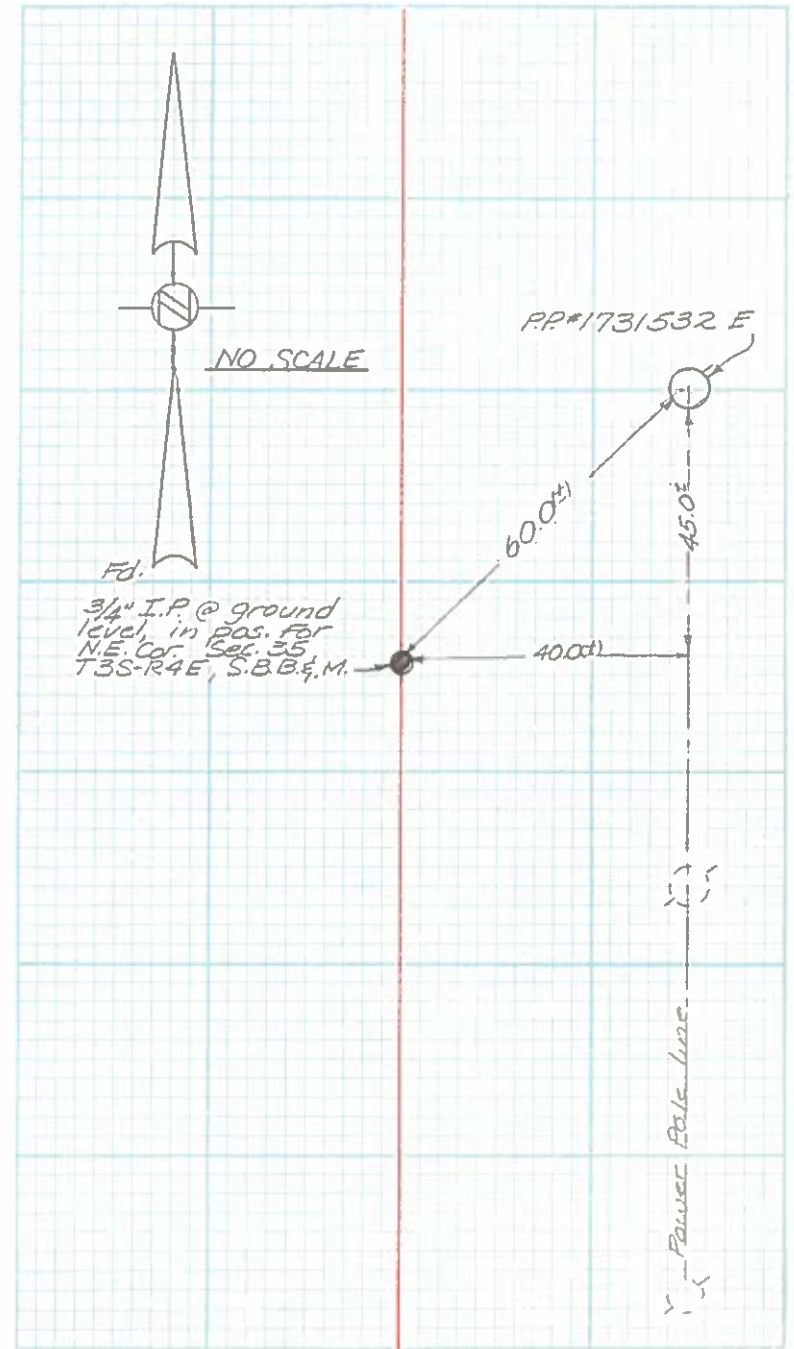 P.P.#1731532 E
NO SCALE
N
60.0(±)
45.0±
Fd.
3/4" I.P. @ ground
level, in pos. for
N.E. Cor. Sec. 35
T3S-R4E, S.B.B.&M.
40.0(±)
Power Pole Line